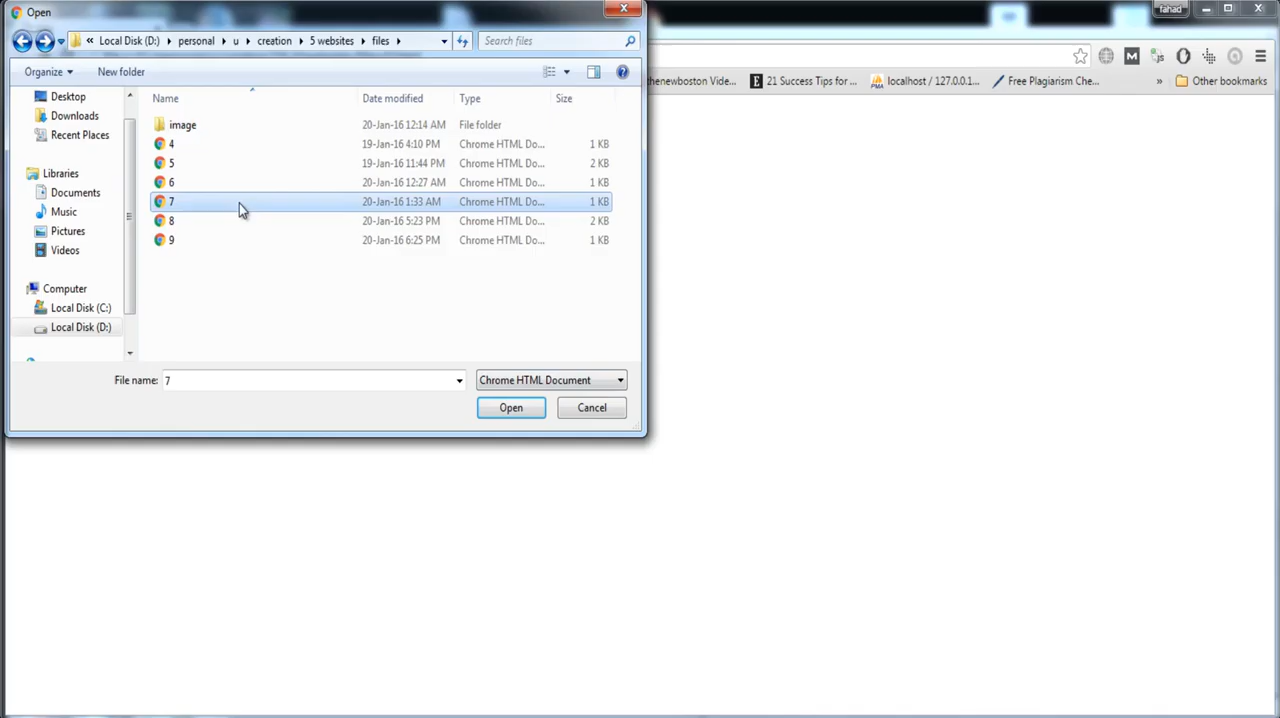 Open
fahad
« Local Disk (D:) personal u creation 5 websites files
Search files
Organize New folder
thenewboston Vide... 21 Success Tips for ... localhost / 127.0.0.1... Free Plagiarism Che... » Other bookmarks
Desktop
Downloads
Recent Places
Libraries
Documents
Music
Pictures
Videos
Computer
Local Disk (C:)
Local Disk (D:)
Name Date modified Type Size
image 20-Jan-16 12:14 AM File folder
4 19-Jan-16 4:10 PM Chrome HTML Do... 1 KB
5 19-Jan-16 11:44 PM Chrome HTML Do... 2 KB
6 20-Jan-16 12:27 AM Chrome HTML Do... 1 KB
7 20-Jan-16 1:33 AM Chrome HTML Do... 1 KB
8 20-Jan-16 5:23 PM Chrome HTML Do... 2 KB
9 20-Jan-16 6:25 PM Chrome HTML Do... 1 KB
File name: 7 Chrome HTML Document
Open Cancel